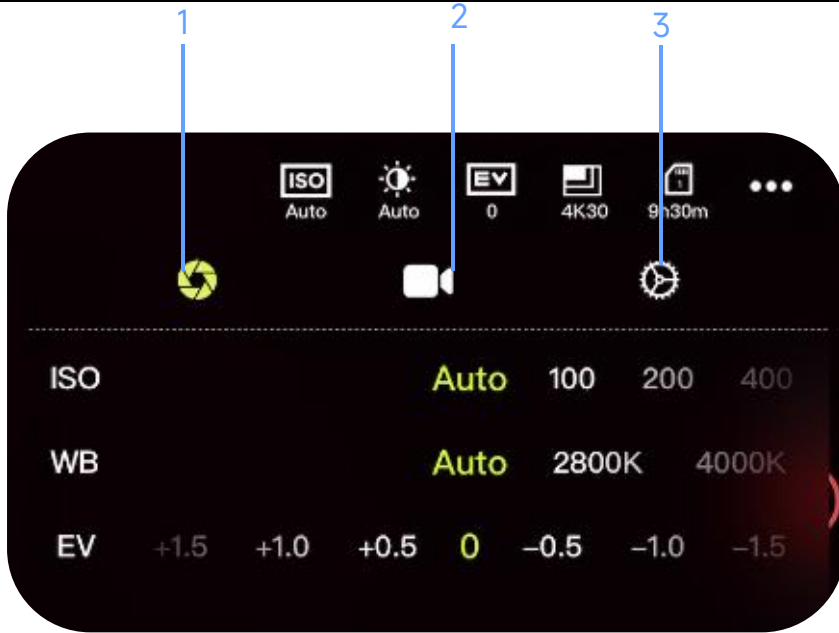 1 2 3
ISO EV 1
Auto Auto 0 4K30 9h30m
ISO Auto 100 200 400
WB Auto 2800K 4000K
EV +1.5 +1.0 +0.5 0 −0.5 −1.0 −1.5